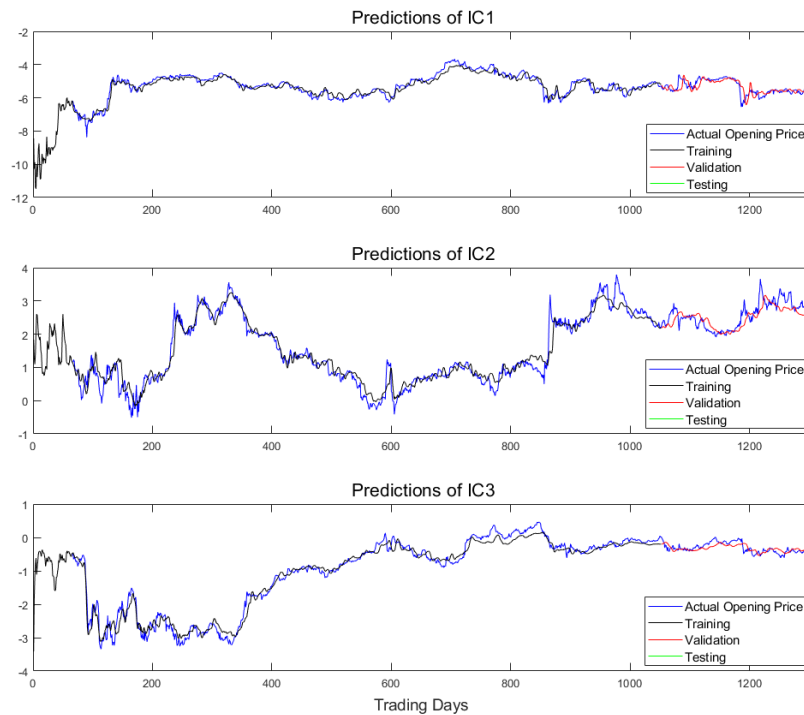 Predictions of IC1
-2
-4
-6
-8
-10
-12
0
200
400
600
800
1000
1200
Actual Opening Price
Training
Validation
Testing
Predictions of IC2
4
3
2
1
0
-1
0
200
400
600
800
1000
1200
Actual Opening Price
Training
Validation
Testing
Predictions of IC3
1
0
-1
-2
-3
-4
0
200
400
600
800
1000
1200
Actual Opening Price
Training
Validation
Testing
Trading Days